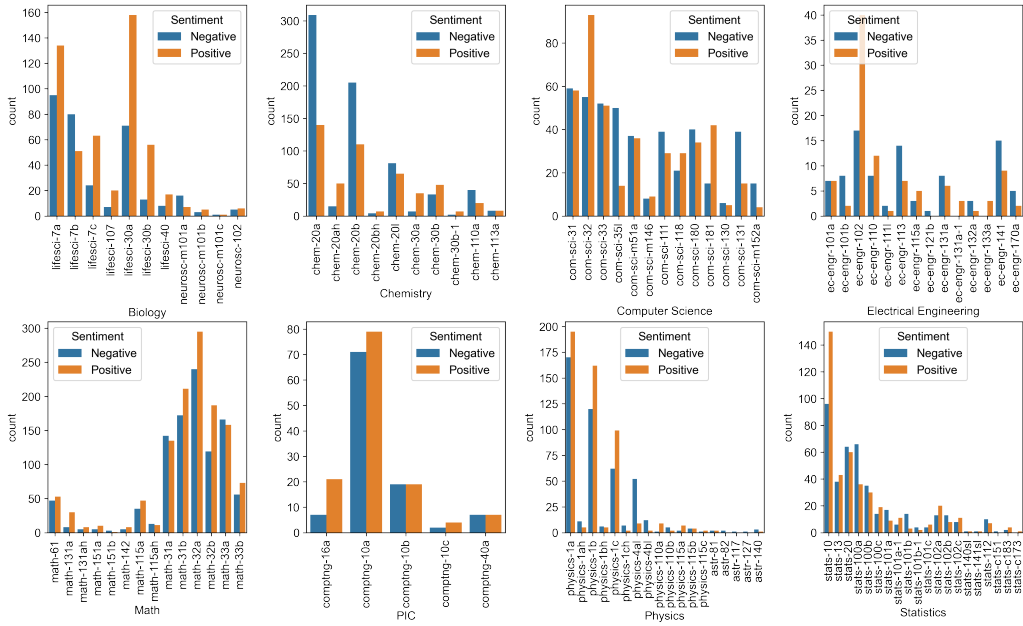 count
160
140
120
100
80
60
40
20
0
Sentiment
Negative
Positive
lifesci-7a
lifesci-7b
lifesci-7c
lifesci-107
lifesci-30a
lifesci-30b
lifesci-40
neurosc-m101a
neurosc-m101b
neurosc-m101c
neurosc-102
Biology
count
300
250
200
150
100
50
0
Sentiment
Negative
Positive
chem-20a
chem-20ah
chem-20b
chem-20bh
chem-20l
chem-30a
chem-30b
chem-30b-1
chem-110a
chem-113a
Chemistry
count
80
60
40
20
0
Sentiment
Negative
Positive
com-sci-31
com-sci-32
com-sci-33
com-sci-35l
com-sci-m51a
com-sci-m146
com-sci-111
com-sci-118
com-sci-180
com-sci-181
com-sci-130
com-sci-131
com-sci-m152a
Computer Science
count
40
35
30
25
20
15
10
5
0
Sentiment
Negative
Positive
ec-engr-101a
ec-engr-101b
ec-engr-102
ec-engr-110
ec-engr-111l
ec-engr-113
ec-engr-115a
ec-engr-121b
ec-engr-131a
ec-engr-131a-1
ec-engr-132a
ec-engr-133a
ec-engr-141
ec-engr-170a
Electrical Engineering
count
300
250
200
150
100
50
0
Sentiment
Negative
Positive
math-61
math-131a
math-131ah
math-151a
math-151b
math-142
math-115a
math-115ah
math-31a
math-31b
math-32a
math-32b
math-33a
math-33b
Math
count
80
70
60
50
40
30
20
10
0
Sentiment
Negative
Positive
comptng-16a
comptng-10a
comptng-10b
comptng-10c
comptng-40a
PIC
count
200
175
150
125
100
75
50
25
0
Sentiment
Negative
Positive
physics-1a
physics-1ah
physics-1b
physics-1bh
physics-1c
physics-1ch
physics-4al
physics-4bl
physics-110a
physics-110b
physics-115a
physics-115b
physics-115c
astr-81
astr-82
astr-117
astr-127
astr-140
Physics
count
140
120
100
80
60
40
20
0
Sentiment
Negative
Positive
stats-10
stats-13
stats-20
stats-100a
stats-100b
stats-100c
stats-101a
stats-101a-1
stats-101b
stats-101b-1
stats-101c
stats-102a
stats-102b
stats-102c
stats-140sl
stats-141sl
stats-112
stats-c151
stats-c183a
stats-c173
Statistics